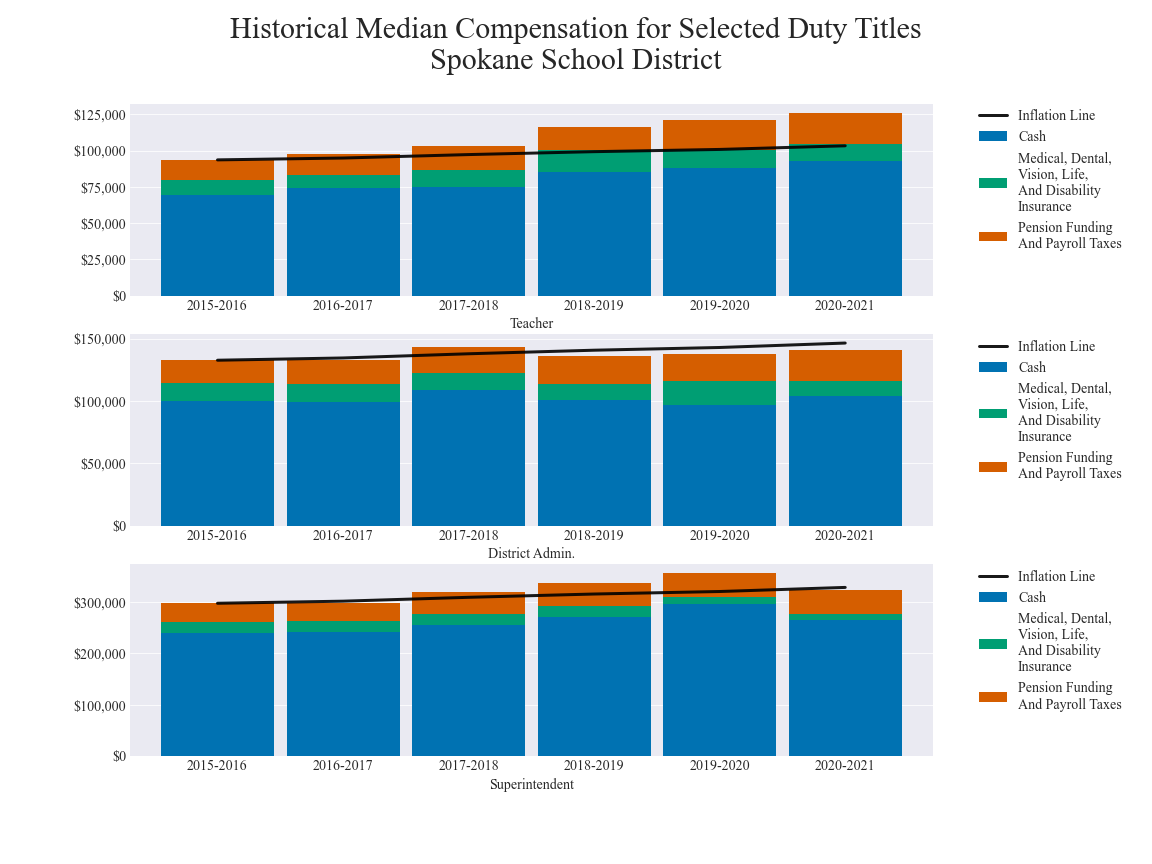 Historical Median Compensation for Selected Duty Titles
Spokane School District
$125,000
$100,000
$75,000
$50,000
$25,000
$0
2015-2016
2016-2017
2017-2018
2018-2019
2019-2020
2020-2021
Teacher
Inflation Line
Cash
Medical, Dental,
Vision, Life,
And Disability
Insurance
Pension Funding
And Payroll Taxes
$150,000
$100,000
$50,000
$0
2015-2016
2016-2017
2017-2018
2018-2019
2019-2020
2020-2021
District Admin.
Inflation Line
Cash
Medical, Dental,
Vision, Life,
And Disability
Insurance
Pension Funding
And Payroll Taxes
$300,000
$200,000
$100,000
$0
2015-2016
2016-2017
2017-2018
2018-2019
2019-2020
2020-2021
Superintendent
Inflation Line
Cash
Medical, Dental,
Vision, Life,
And Disability
Insurance
Pension Funding
And Payroll Taxes